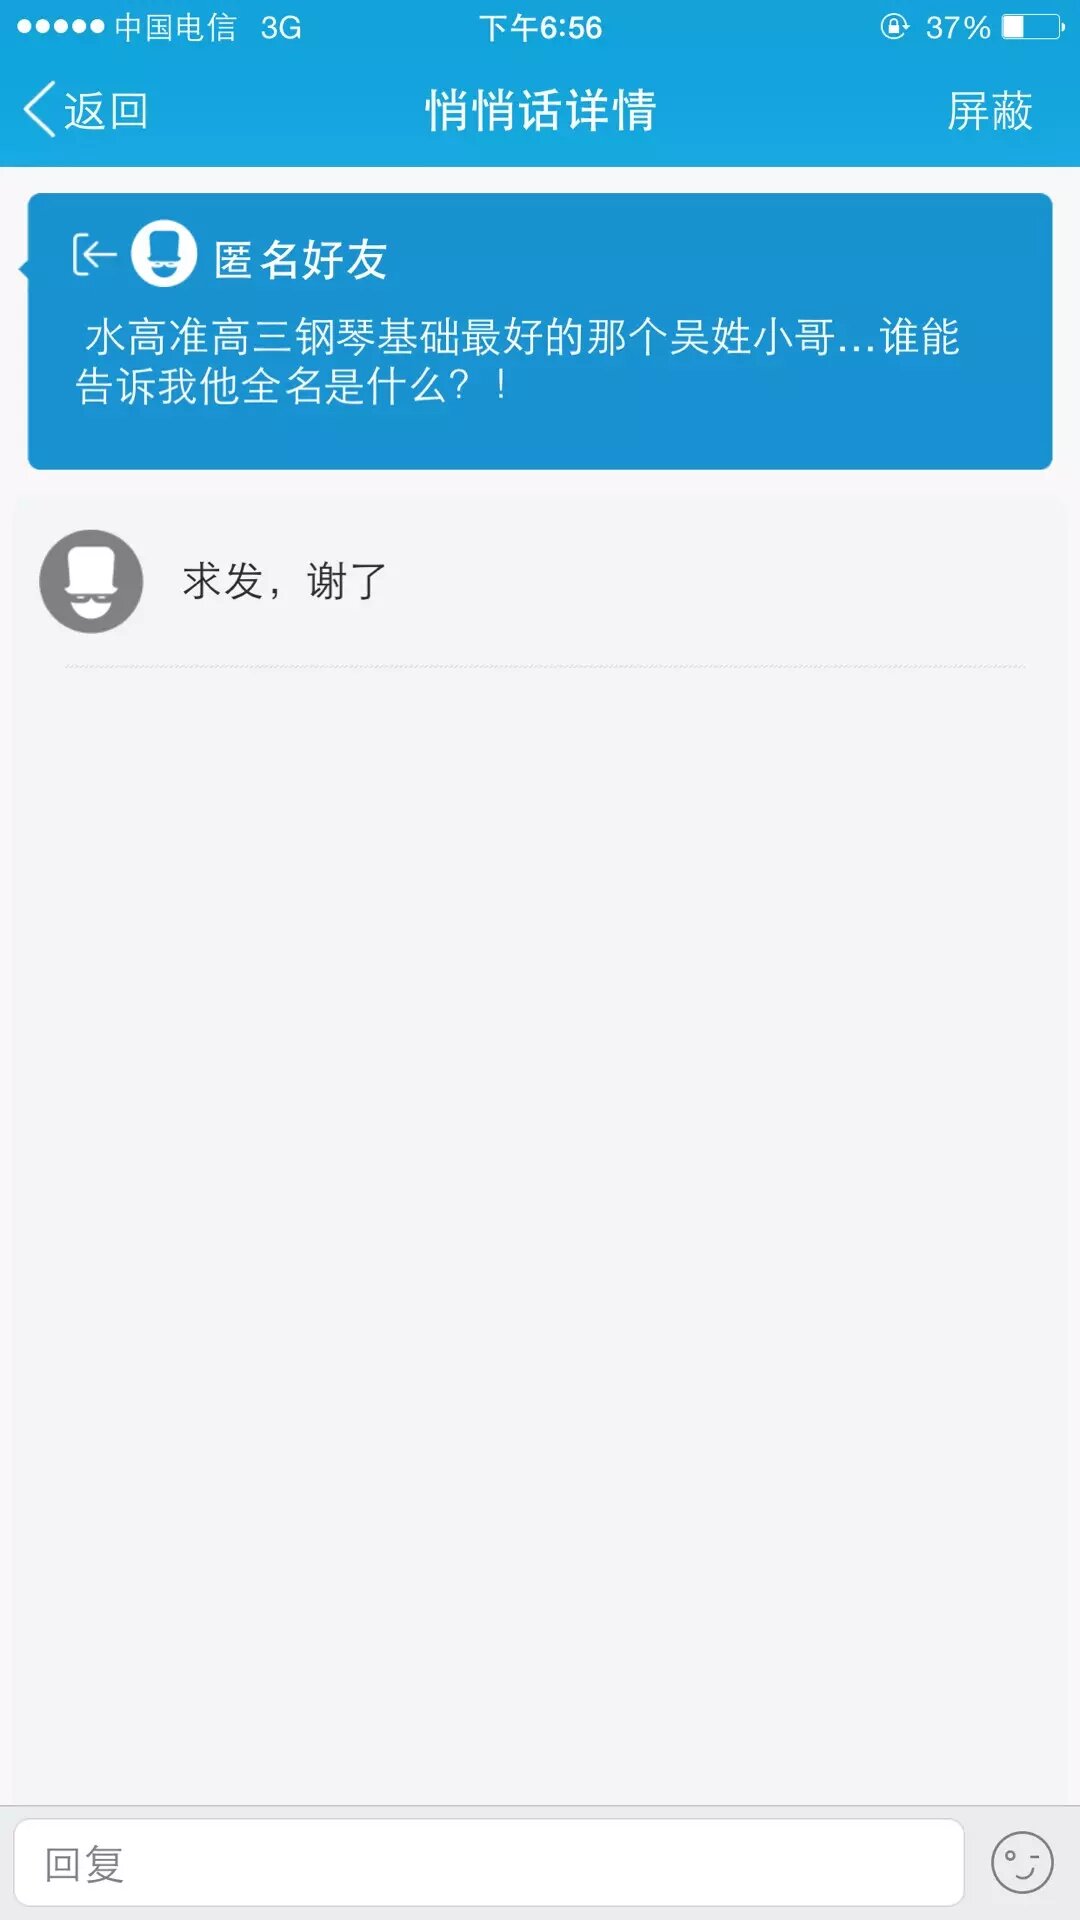 中国电信 3G 下午6:56 37%
返回 悄悄话详情 屏蔽
匿名好友
水高准高三钢琴基础最好的那个吴姓小哥...谁能
告诉我他全名是什么？！
求发，谢了
回复